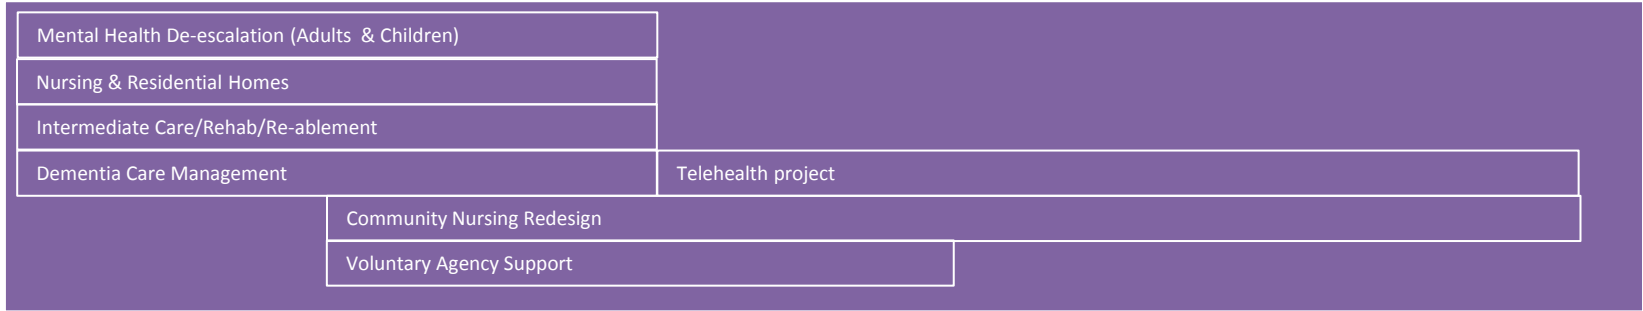 Mental Health De-escalation (Adults & Children)
Nursing & Residential Homes
Intermediate Care/Rehab/Re-ablement
Dementia Care Management
Telehealth project
Community Nursing Redesign
Voluntary Agency Support